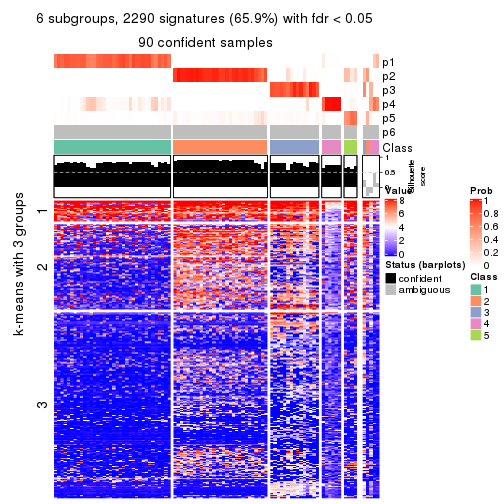 6 subgroups, 2290 signatures (65.9%) with fdr < 0.05
90 confident samples
p1
p2
p3
p4
p5
p6
Class
1
0.5
0
Silhouette
score
k-means with 3 groups
1
2
3
Value
8
6
4
2
0
Status (barplots)
confident
ambiguous
Prob
1
0.8
0.6
0.4
0.2
0
Class
1
2
3
4
5